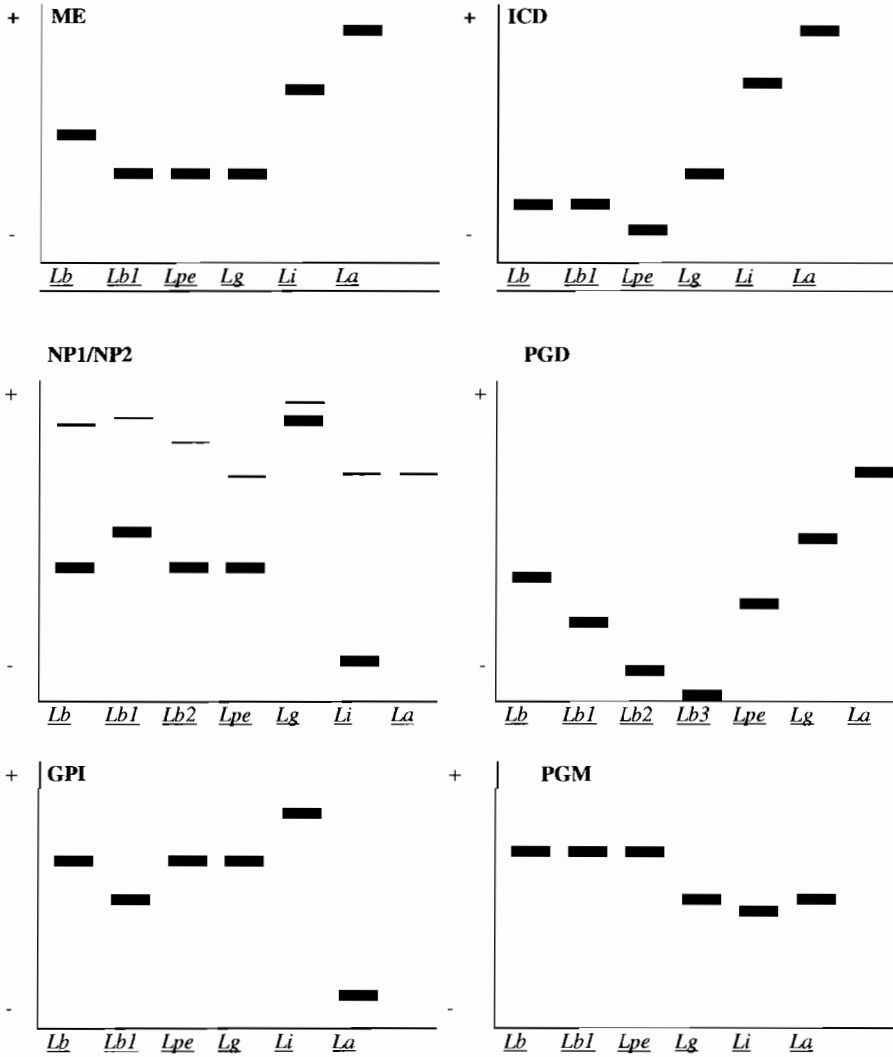 + ME
-
Lb Lb1 Lpe Lg Li La
+ ICD
-
Lb Lb1 Lpe Lg Li La
NP1/NP2
+
-
Lb Lb1 Lb2 Lpe Lg Li La
PGD
+
-
Lb Lb1 Lb2 Lb3 Lpe Lg La
+ GPI
-
Lb Lb1 Lpe Lg Li La
+ PGM
-
Lb Lb1 Lpe Lg Li La